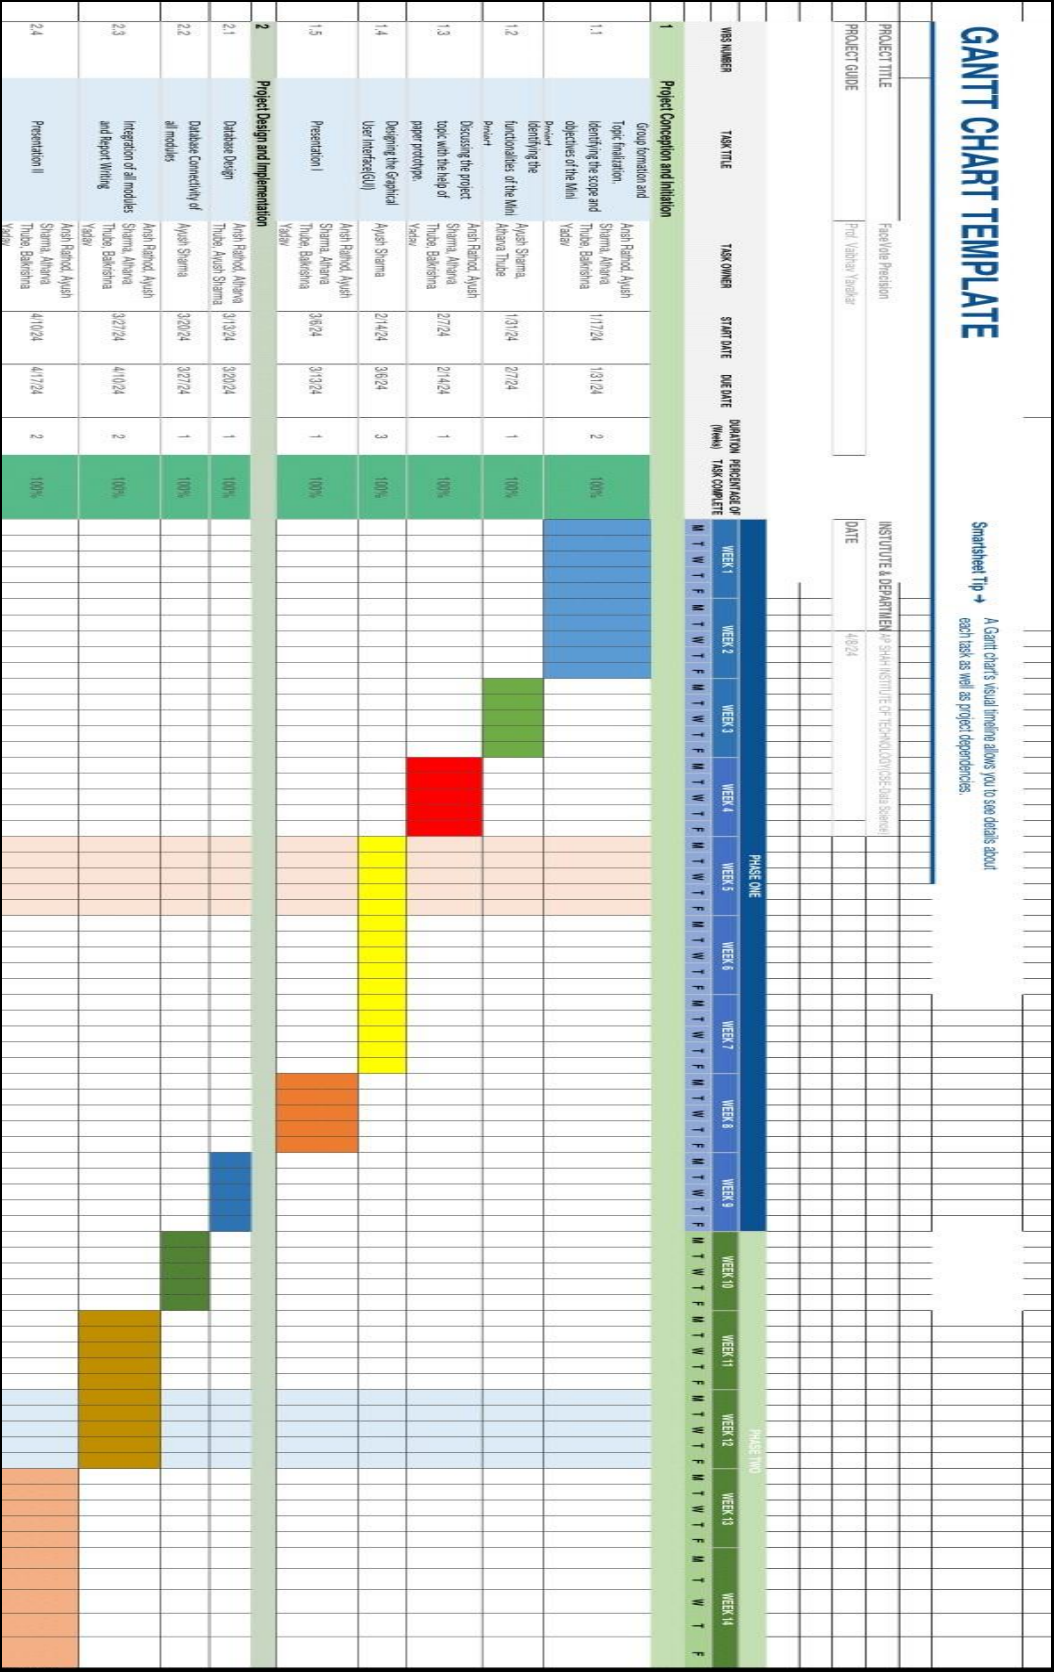 GANTT CHART TEMPLATE
Smartsheet Tip ➜
A Gantt chart's visual timeline allows you to see details about
each task as well as project dependencies.
PROJECT TITLE
FaceVote Precision
INSTUTUTE & DEPARTMEN
AP SHAH INSTITUTE OF TECHNOLOGY(CSE-Data Science)
PROJECT GUIDE
Prof. Vaibhav Yavalkar
DATE
4/8/24
PHASE ONE
PHASE TWO
WBS NUMBER
TASK TITLE
TASK OWNER
START DATE
DUE DATE
DURATION
(Weeks)
PERCENTAGE OF
TASK COMPLETE
WEEK 1
WEEK 2
WEEK 3
WEEK 4
WEEK 5
WEEK 6
WEEK 7
WEEK 8
WEEK 9
WEEK 10
WEEK 11
WEEK 12
WEEK 13
WEEK 14
M T W T F M T W T F M T W T F M T W T F M T W T F M T W T F M T W T F M T W T F M T W T F M T W T F M T W T F M T W T F M T W T F M T W T F
1 Project Conception and Initiation
1.1
Group formation and
Topic finalization.
Identifying the scope and
objectives of the Mini
Project
Ansh Rathod, Ayush
Sharma, Atharva
Thube, Balkrishna
Yadav
1/17/24
1/31/24
2
100%
1.2
Identifying the
functionalities of the Mini
Project
Ayush Sharma,
Atharva Thube
1/31/24
2/7/24
1
100%
1.3
Discussing the project
topic with the help of
paper prototype.
Ansh Rathod, Ayush
Sharma, Atharva
Thube, Balkrishna
Yadav
2/7/24
2/14/24
1
100%
1.4
Designing the Graphical
User Interface(GUI)
Ayush Sharma
2/14/24
3/6/24
3
100%
1.5
Presentation I
Ansh Rathod, Ayush
Sharma, Atharva
Thube, Balkrishna
Yadav
3/6/24
3/13/24
1
100%
2 Project Design and Implementation
2.1
Database Design
Ansh Rathod, Atharva
Thube, Ayush Sharma
3/13/24
3/20/24
1
100%
2.2
Database Connectivity of
all modules
Ayush Sharma
3/20/24
3/27/24
1
100%
2.3
Integration of all modules
and Report Writing
Ansh Rathod, Ayush
Sharma, Atharva
Thube, Balkrishna
Yadav
3/27/24
4/10/24
2
100%
2.4
Presentation II
Ansh Rathod, Ayush
Sharma, Atharva
Thube, Balkrishna
Yadav
4/10/24
4/17/24
2
100%